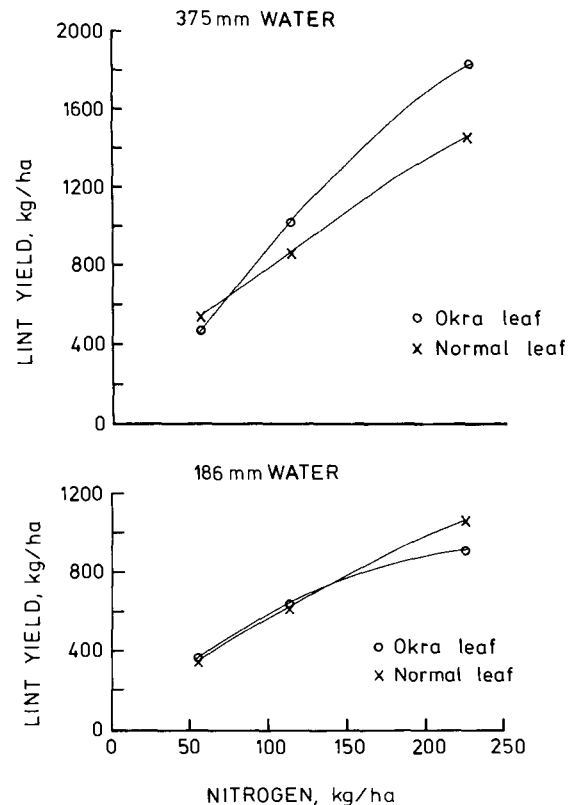 375 mm WATER
2000
1600
1200
800
400
0
LINT YIELD, kg/ha
o Okra leaf
x Normal leaf
186 mm WATER
1200
800
400
0
LINT YIELD, kg/ha
o Okra leaf
x Normal leaf
0 50 100 150 200 250
NITROGEN, kg/ha